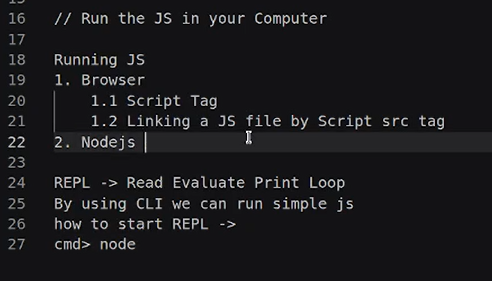 16 // Run the JS in your Computer
17
18 Running JS
19 1. Browser
20 1.1 Script Tag
21 1.2 Linking a JS file by Script src tag
22 2. Nodejs
23
24 REPL -> Read Evaluate Print Loop
25 By using CLI we can run simple js
26 how to start REPL ->
27 cmd> node